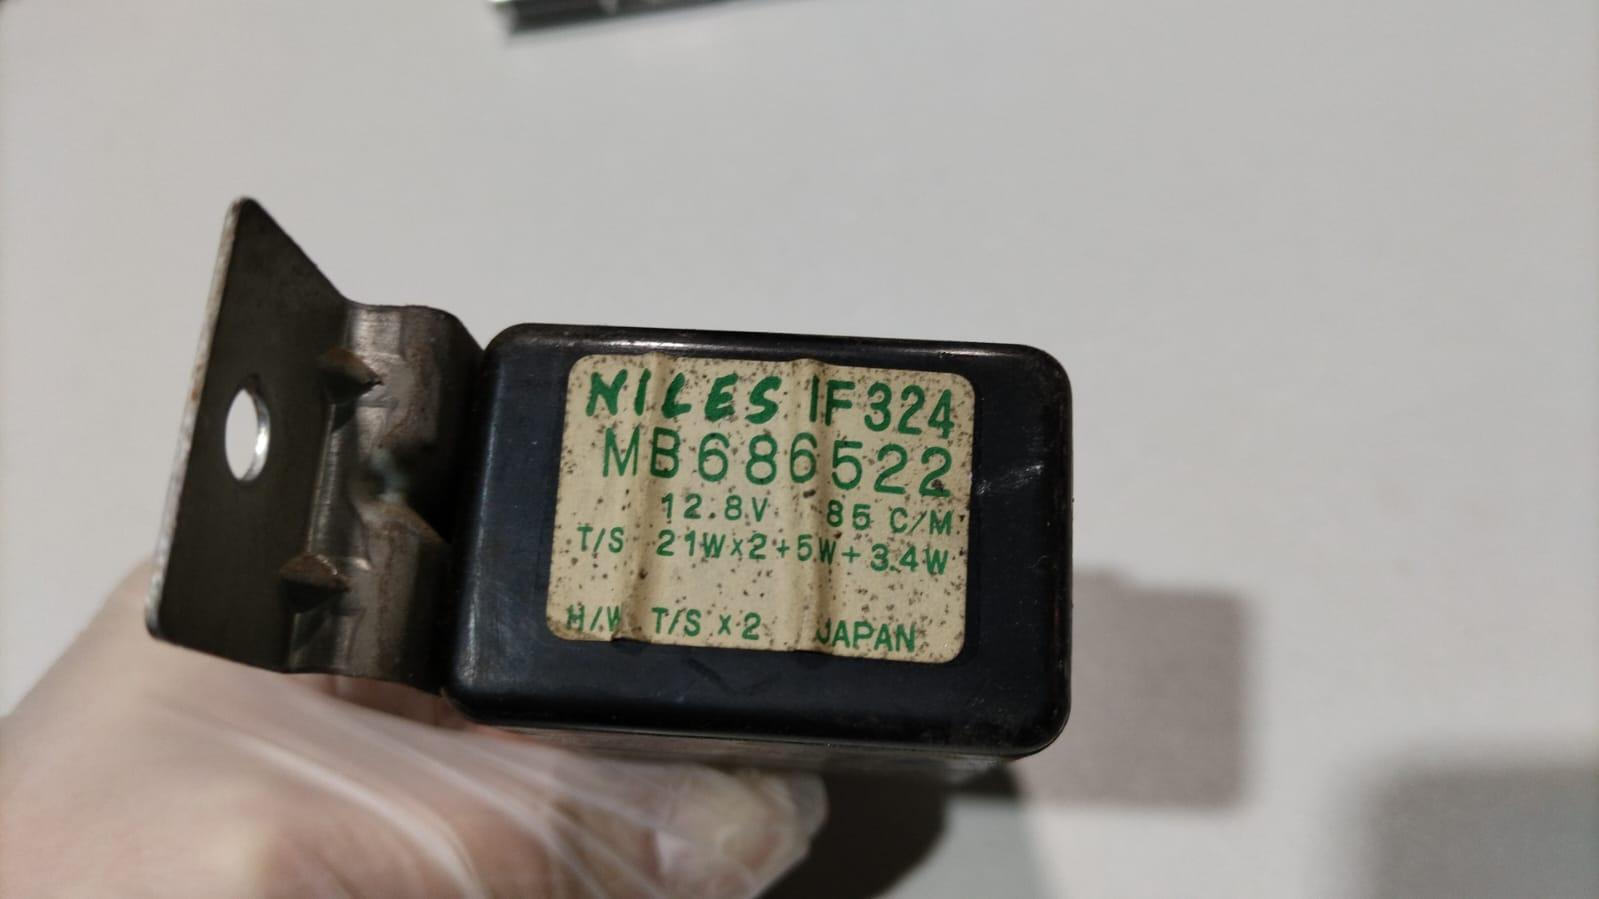 NILES IF324
MB686522
12.8V 85 C/M
T/S 21W×2+5W+3.4W
H/W T/S ×2 JAPAN